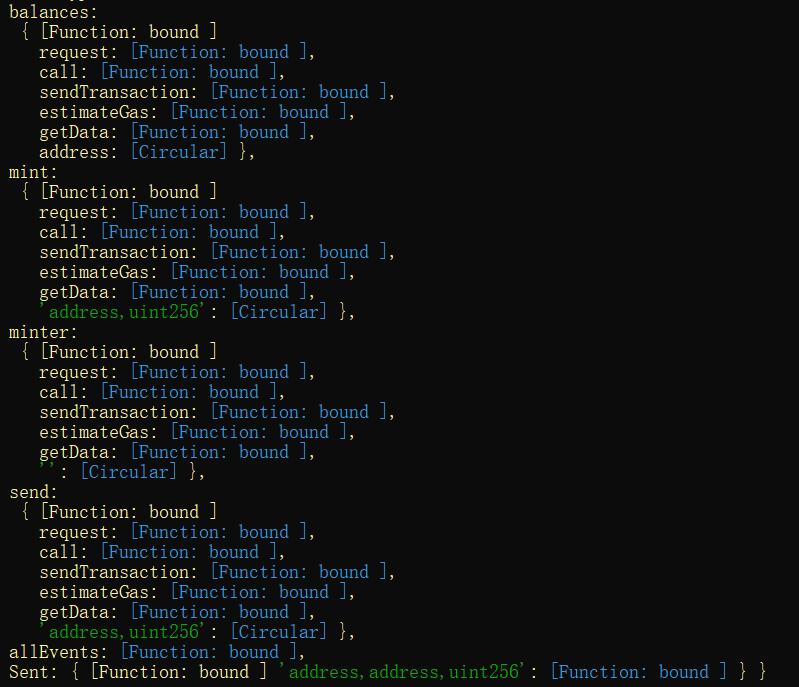 balances:
{ [Function: bound ]
request: [Function: bound ],
call: [Function: bound ],
sendTransaction: [Function: bound ],
estimateGas: [Function: bound ],
getData: [Function: bound ],
address: [Circular] },
mint:
{ [Function: bound ]
request: [Function: bound ],
call: [Function: bound ],
sendTransaction: [Function: bound ],
estimateGas: [Function: bound ],
getData: [Function: bound ],
'address,uint256': [Circular] },
minter:
{ [Function: bound ]
request: [Function: bound ],
call: [Function: bound ],
sendTransaction: [Function: bound ],
estimateGas: [Function: bound ],
getData: [Function: bound ],
'': [Circular] },
send:
{ [Function: bound ]
request: [Function: bound ],
call: [Function: bound ],
sendTransaction: [Function: bound ],
estimateGas: [Function: bound ],
getData: [Function: bound ],
'address,uint256': [Circular] },
allEvents: [Function: bound ],
Sent: { [Function: bound ] 'address,address,uint256': [Function: bound ] } }